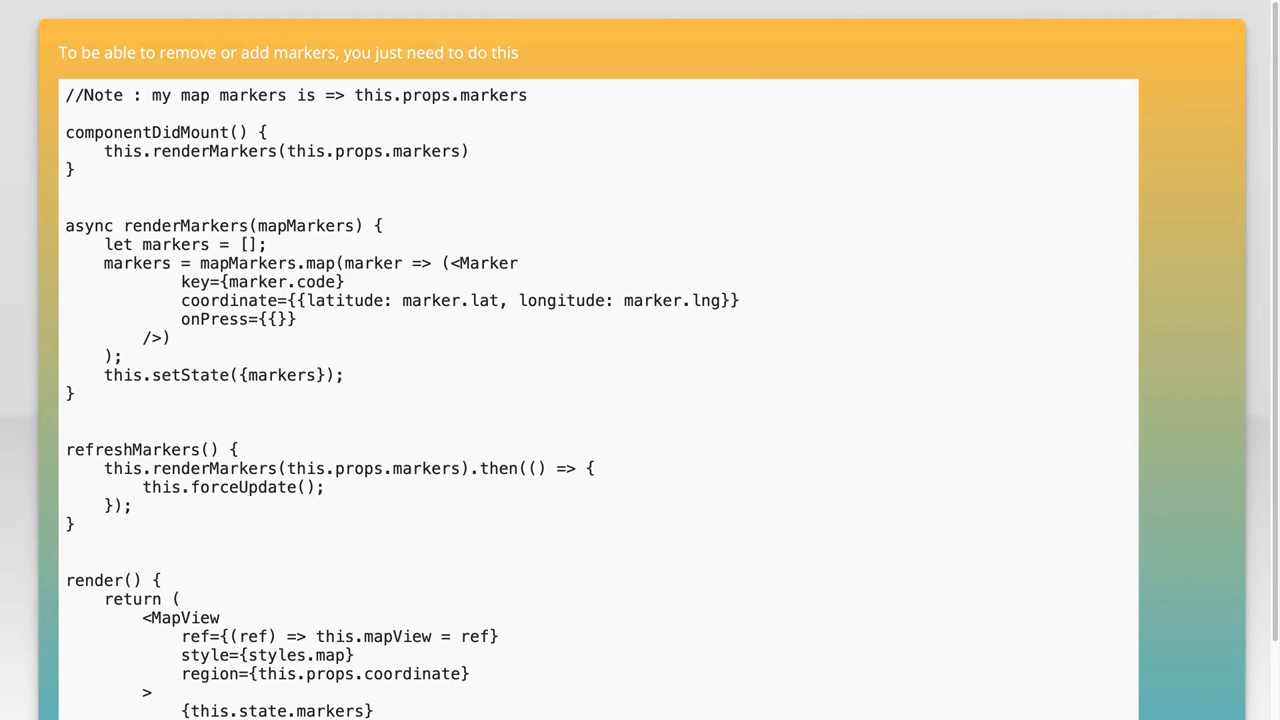 To be able to remove or add markers, you just need to do this
//Note : my map markers is => this.props.markers
componentDidMount() {
    this.renderMarkers(this.props.markers)
}
async renderMarkers(mapMarkers) {
    let markers = [];
    markers = mapMarkers.map(marker => (<Marker
            key={marker.code}
            coordinate={{latitude: marker.lat, longitude: marker.lng}}
            onPress={{}}
        />)
    );
    this.setState({markers});
}
refreshMarkers() {
    this.renderMarkers(this.props.markers).then(() => {
        this.forceUpdate();
    });
}
render() {
    return (
        <MapView
            ref={(ref) => this.mapView = ref}
            style={styles.map}
            region={this.props.coordinate}
        >
            {this.state.markers}